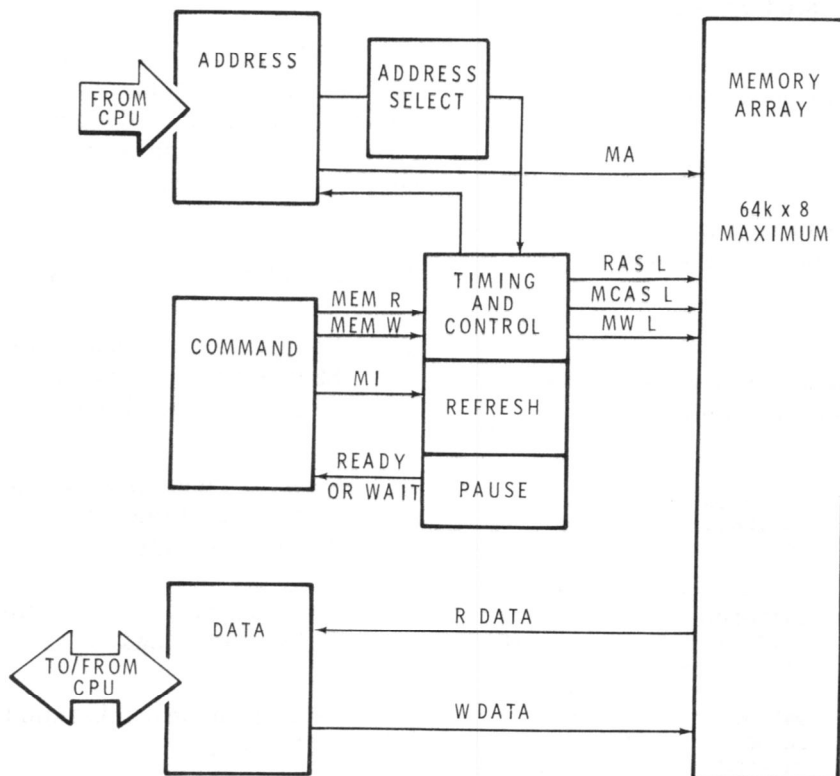 ADDRESS
ADDRESS
SELECT
FROM
CPU
MEMORY
ARRAY
MA
64k x 8
MAXIMUM
TIMING
AND
CONTROL
RAS L
MCAS L
MW L
MEM R
MEM W
COMMAND
MI
REFRESH
READY
OR WAIT
PAUSE
DATA
R DATA
TO/FROM
CPU
W DATA